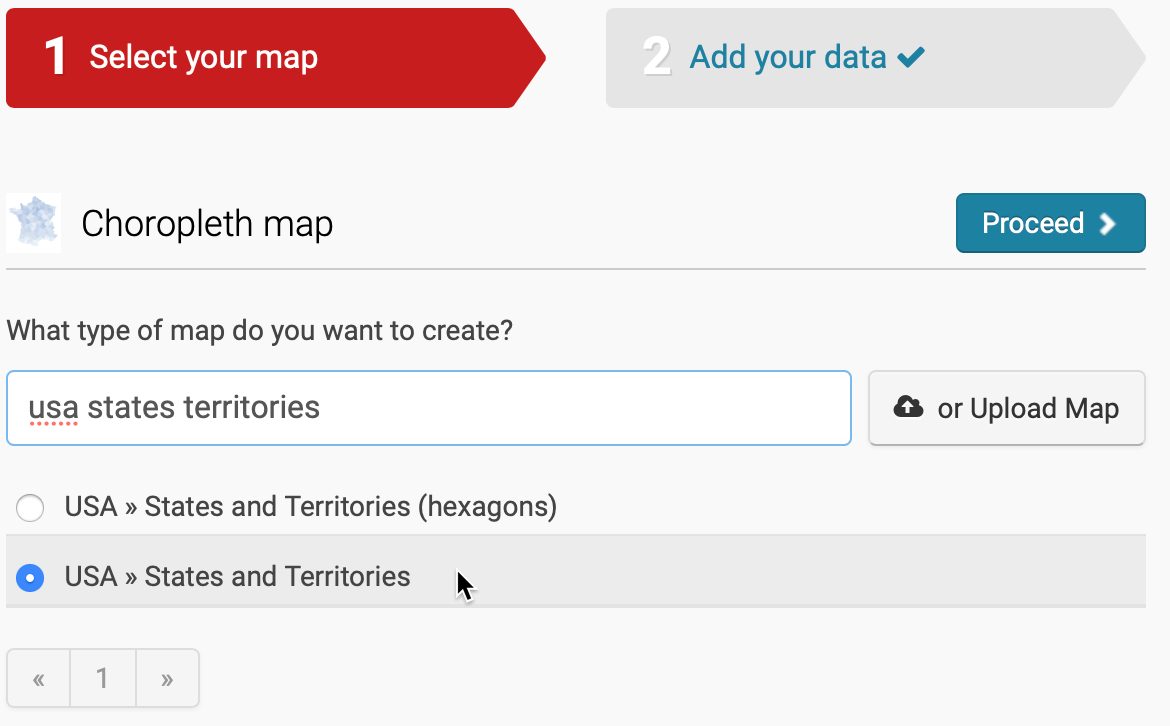 1 Select your map
2 Add your data ✔
Choropleth map
Proceed
What type of map do you want to create?
usa states territories
or Upload Map
USA » States and Territories (hexagons)
USA » States and Territories
« 1 »